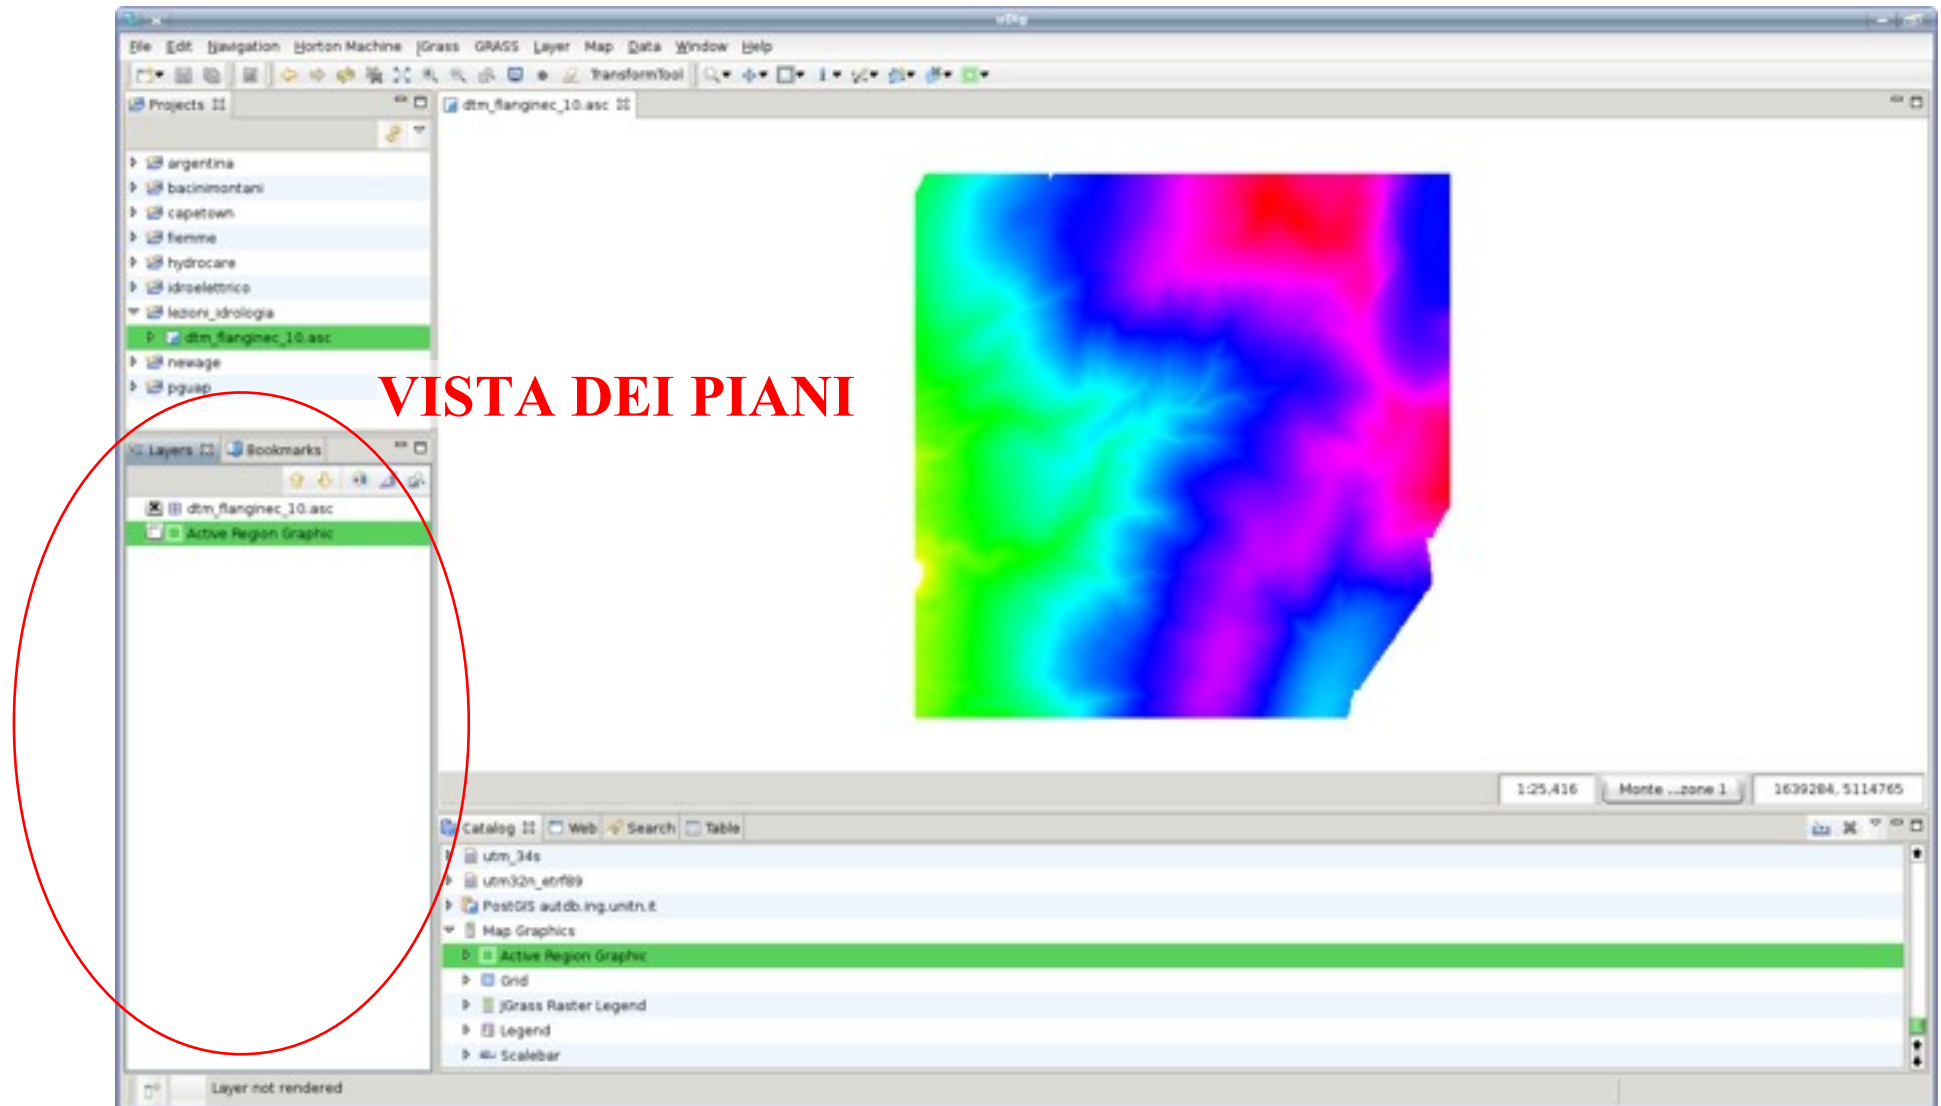 uDig
File Edit Navigation Horton Machine JGrass GRASS Layer Map Data Window Help
TransformTool
Projects
dtm_flanginec_10.asc
argentina
bacinimontani
capetown
fiemme
hydrocare
idroelettrico
lezioni_idrologia
dtm_flanginec_10.asc
newage
pguap
VISTA DEI PIANI
Layers Bookmarks
dtm_flanginec_10.asc
Active Region Graphic
1:25,416 Monte ...zone 1 1639284, 5114765
Catalog Web Search Table
utm_34s
utm32n_etrf89
PostGIS autdb.ing.unitn.it
Map Graphics
Active Region Graphic
Grid
JGrass Raster Legend
Legend
Scalebar
Layer not rendered